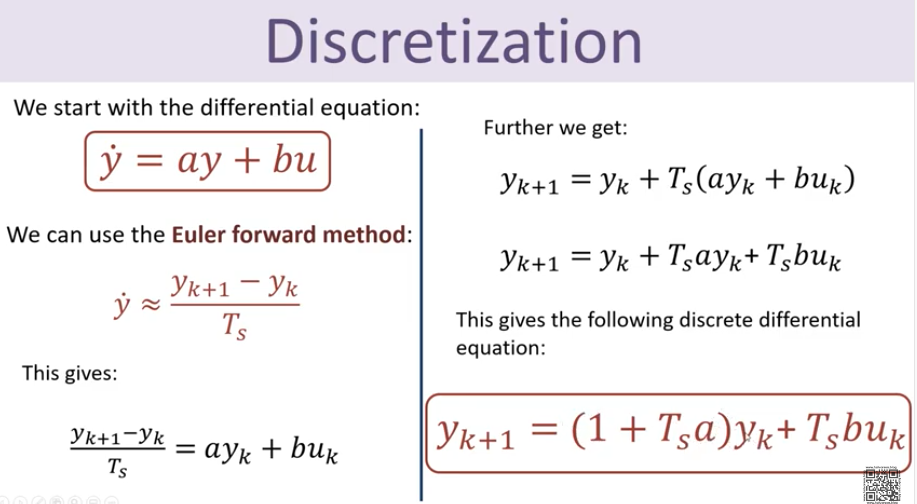 Discretization
We start with the differential equation:
ẏ = ay + bu
We can use the Euler forward method:
ẏ ≈ \frac{y_{k+1} − y_k}{T_s}
This gives:
\frac{y_{k+1}−y_k}{T_s} = ay_k + bu_k
Further we get:
y_{k+1} = y_k + T_s(ay_k + bu_k)
y_{k+1} = y_k + T_s ay_k + T_s bu_k
This gives the following discrete differential
equation:
y_{k+1} = (1 + T_s a)y_k + T_s bu_k